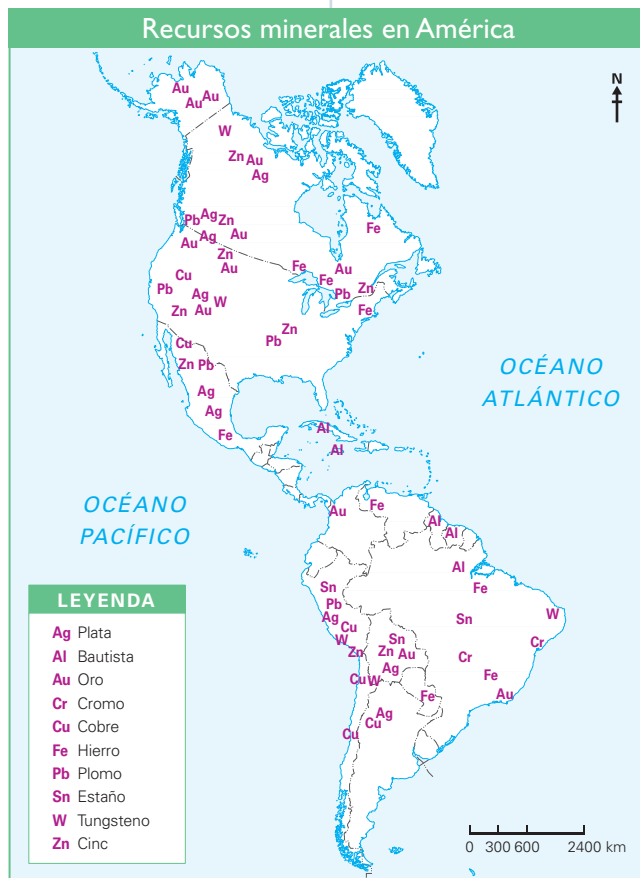 Recursos minerales en América
Au
Au
Au
N
W
Zn
Au
Ag
Pb
Ag
Zn
Fe
Au
Ag
Au
Zn
Au
Fe
Au
Cu
Fe
Pb
Ag
W
Pb
Zn
Zn
Au
Fe
Zn
Pb
Cu
Zn
Pb
Ag
Ag
Fe
OCÉANO
ATLÁNTICO
Al
Al
OCÉANO
PACÍFICO
Au
Fe
Al
Al
Al
Fe
Sn
Pb
Ag
Cu
W
Zn
Sn
Zn
Au
Ag
Sn
W
Cr
Cr
Fe
Au
Cu
W
Fe
Ag
Cu
Cu
LEYENDA
Ag Plata
Al Bautista
Au Oro
Cr Cromo
Cu Cobre
Fe Hierro
Pb Plomo
Sn Estaño
W Tungsteno
Zn Cinc
0 300 600 2400 km